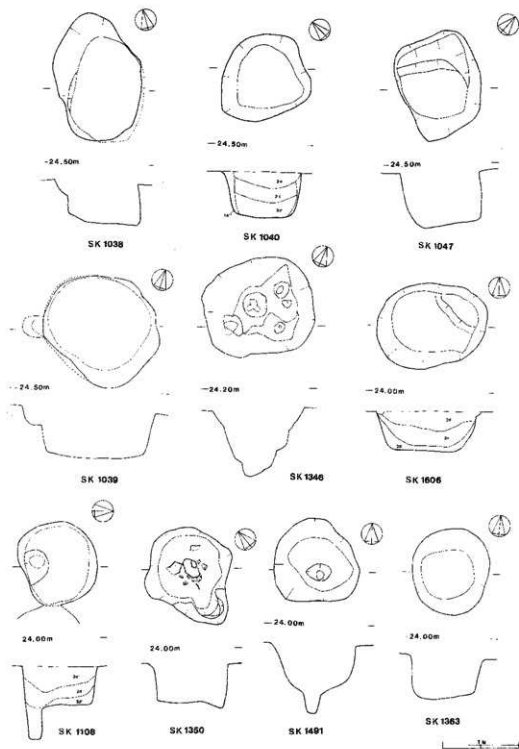 -24.50m
-24.50m
-24.50m
SK 1038
SK 1040
SK 1047
-24.50m
-24.20m
-24.00m
SK 1039
SK 1346
SK 1606
24.00m
24.00m
-24.00m
-24.00m
SK 1108
SK 1350
SK 1491
SK 1363